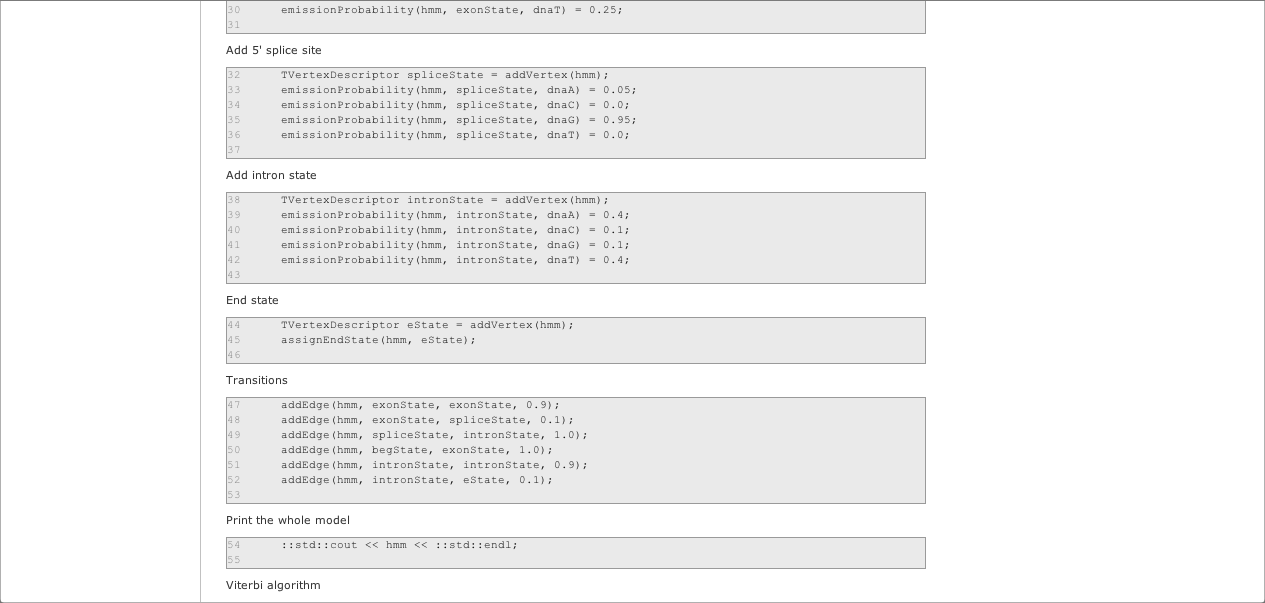 30 emissionProbability(hmm, exonState, dnaT) = 0.25;
31
Add 5' splice site
32 TVertexDescriptor spliceState = addVertex(hmm);
33 emissionProbability(hmm, spliceState, dnaA) = 0.05;
34 emissionProbability(hmm, spliceState, dnaC) = 0.0;
35 emissionProbability(hmm, spliceState, dnaG) = 0.95;
36 emissionProbability(hmm, spliceState, dnaT) = 0.0;
37
Add intron state
38 TVertexDescriptor intronState = addVertex(hmm);
39 emissionProbability(hmm, intronState, dnaA) = 0.4;
40 emissionProbability(hmm, intronState, dnaC) = 0.1;
41 emissionProbability(hmm, intronState, dnaG) = 0.1;
42 emissionProbability(hmm, intronState, dnaT) = 0.4;
43
End state
44 TVertexDescriptor eState = addVertex(hmm);
45 assignEndState(hmm, eState);
46
Transitions
47 addEdge(hmm, exonState, exonState, 0.9);
48 addEdge(hmm, exonState, spliceState, 0.1);
49 addEdge(hmm, spliceState, intronState, 1.0);
50 addEdge(hmm, begState, exonState, 1.0);
51 addEdge(hmm, intronState, intronState, 0.9);
52 addEdge(hmm, intronState, eState, 0.1);
53
Print the whole model
54 ::std::cout << hmm << ::std::endl;
55
Viterbi algorithm